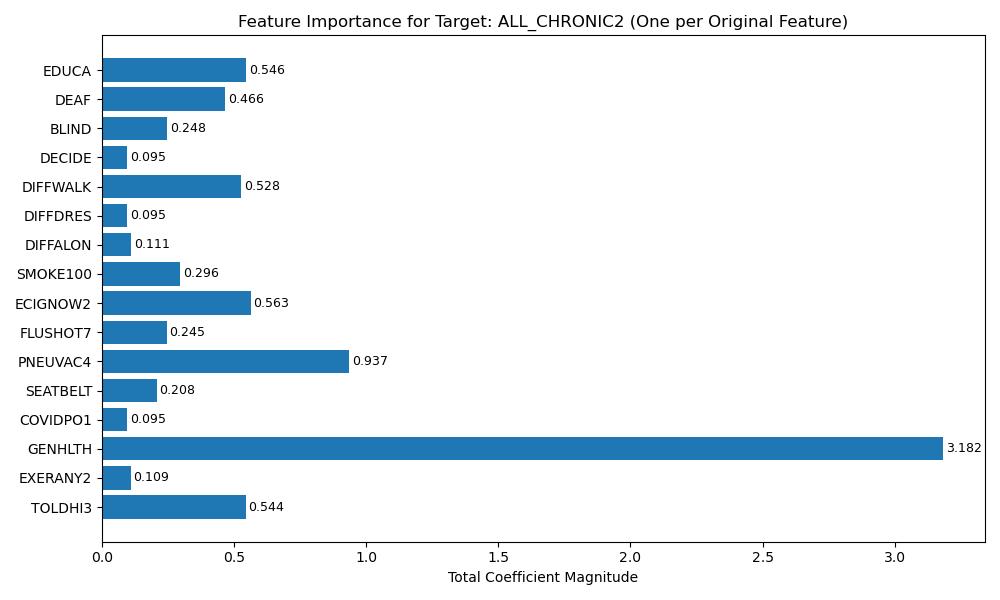 Feature Importance for Target: ALL_CHRONIC2 (One per Original Feature)
EDUCA 0.546
DEAF 0.466
BLIND 0.248
DECIDE 0.095
DIFFWALK 0.528
DIFFDRES 0.095
DIFFALON 0.111
SMOKE100 0.296
ECIGNOW2 0.563
FLUSHOT7 0.245
PNEUVAC4 0.937
SEATBELT 0.208
COVIDPO1 0.095
GENHLTH 3.182
EXERANY2 0.109
TOLDHI3 0.544
0.0 0.5 1.0 1.5 2.0 2.5 3.0
Total Coefficient Magnitude